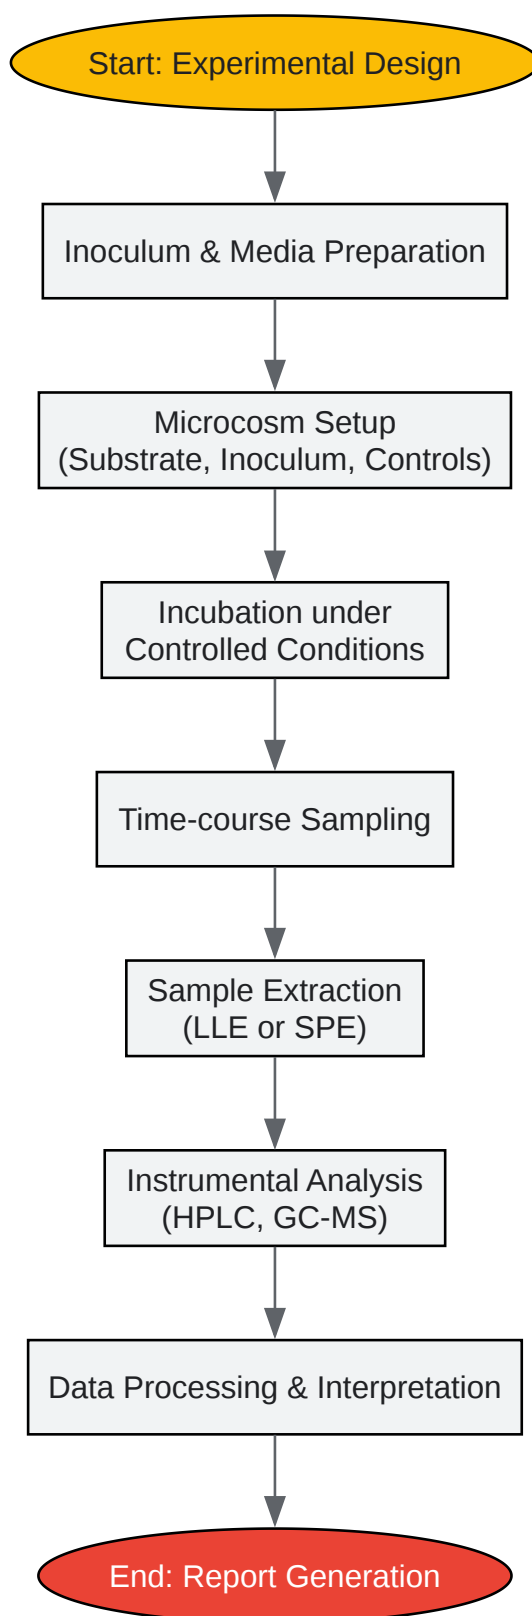 Start: Experimental Design
Inoculum & Media Preparation
Microcosm Setup
(Substrate, Inoculum, Controls)
Incubation under
Controlled Conditions
Time-course Sampling
Sample Extraction
(LLE or SPE)
Instrumental Analysis
(HPLC, GC-MS)
Data Processing & Interpretation
End: Report Generation